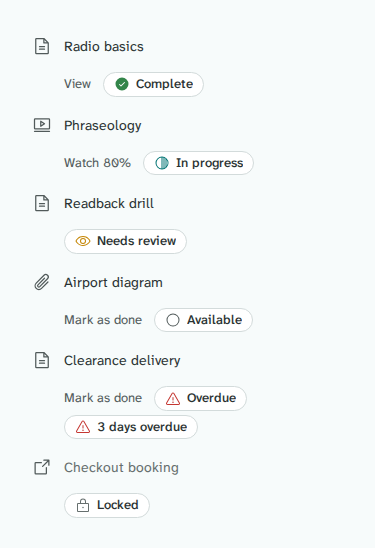 Radio basics
View Complete
Phraseology
Watch 80% In progress
Readback drill
Needs review
Airport diagram
Mark as done Available
Clearance delivery
Mark as done Overdue
3 days overdue
Checkout booking
Locked